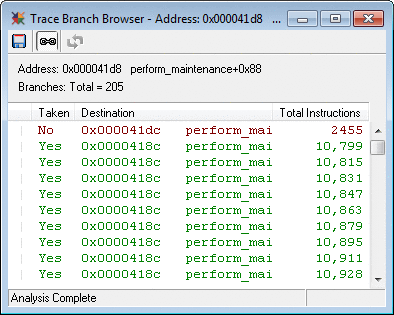 Trace Branch Browser - Address: 0x000041d8 ...
Address: 0x000041d8 perform_maintenance+0x88
Branches: Total = 205
Taken Destination Total Instructions
No 0x000041dc perform_mai 2455
Yes 0x0000418c perform_mai 10,799
Yes 0x0000418c perform_mai 10,815
Yes 0x0000418c perform_mai 10,831
Yes 0x0000418c perform_mai 10,847
Yes 0x0000418c perform_mai 10,863
Yes 0x0000418c perform_mai 10,879
Yes 0x0000418c perform_mai 10,895
Yes 0x0000418c perform_mai 10,911
Yes 0x0000418c perform_mai 10,928
Analysis Complete